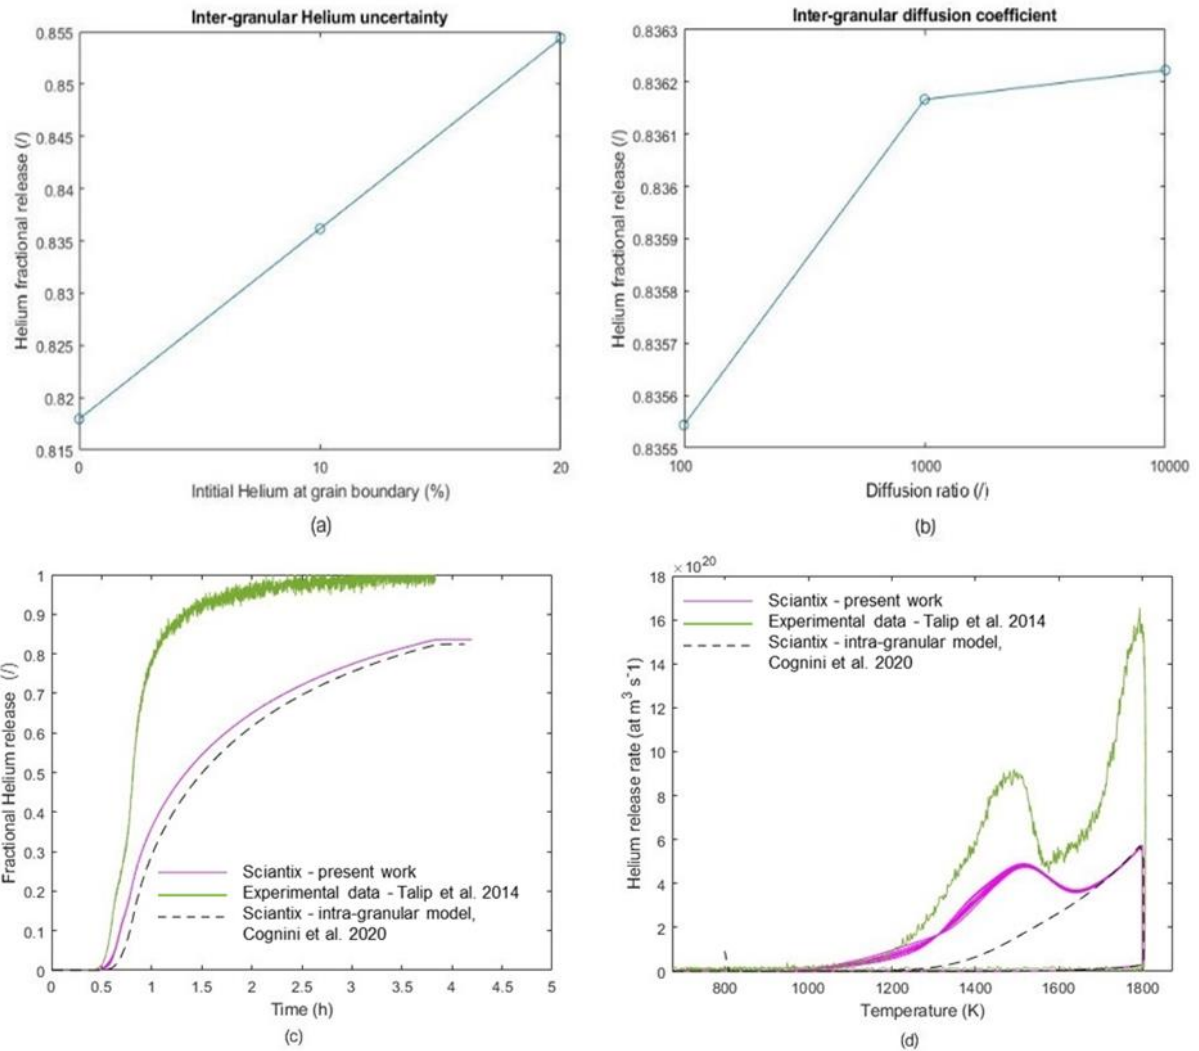 Inter-granular Helium uncertainty
0.855
0.85
0.845
0.84
0.835
0.83
0.825
0.82
0.815
Helium fractional release (/)
0
10
20
Intitial Helium at grain boundary (%)
(a)
Inter-granular diffusion coefficient
0.8363
0.8362
0.8361
0.836
0.8359
0.8358
0.8357
0.8356
0.8355
Helium fractional release (/)
100
1000
10000
Diffusion ratio (/)
(b)
1
0.9
0.8
0.7
0.6
0.5
0.4
0.3
0.2
0.1
0
Fractional Helium release (/)
Sciantix - present work
Experimental data - Talip et al. 2014
Sciantix - intra-granular model,
Cognini et al. 2020
0
0.5
1
1.5
2
2.5
3
3.5
4
4.5
5
Time (h)
(c)
× 10²⁰
18
16
14
12
10
8
6
4
2
0
Helium release rate (at m³ s⁻¹)
Sciantix - present work
Experimental data - Talip et al. 2014
Sciantix - intra-granular model,
Cognini et al. 2020
800
1000
1200
1400
1600
1800
Temperature (K)
(d)